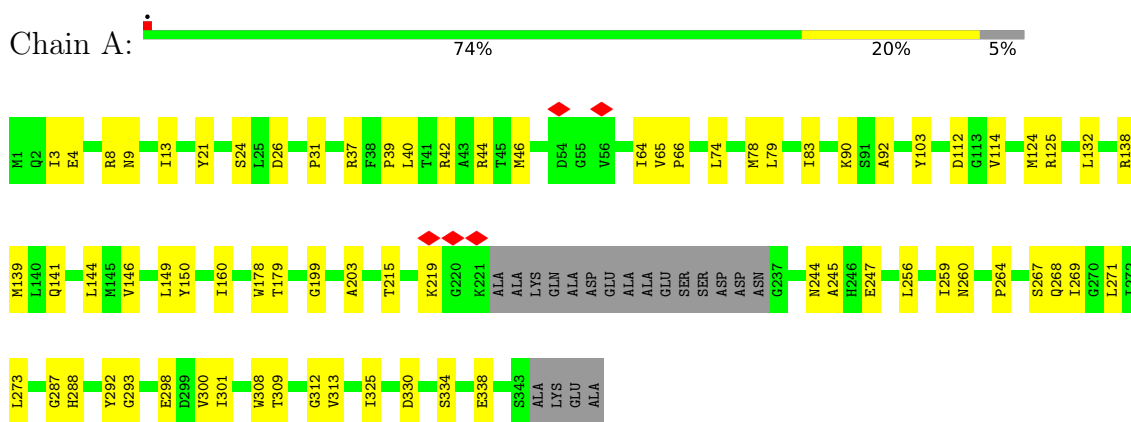 Chain A:
74% 20% 5%
M1 Q2 I3 E4 R8 N9 I13 Y21 S24 L25 D26 P31 R37 F38 P39 L40 T41 R42 A43 R44 T45 M46 D54 G55 V56 I64 V65 P66 L74 M78 L79 I83 K90 S91 A92 Y103 D112 G113 V114 M124 R125 L132 R138
M139 L140 Q141 L144 M145 V146 L149 Y150 I160 W178 T179 G199 A203 T215 K219 G220 K221 ALA ALA LYS GLN ALA ASP GLU ALA ALA GLU SER SER ASP ASP ASN G237 N244 A245 H246 E247 L256 I259 N260 P264 S267 Q268 I269 G270 L271
L273 G287 H288 Y292 G293 E298 D299 V300 I301 W308 T309 G312 V313 I325 D330 S334 E338 S343 ALA LYS GLU ALA